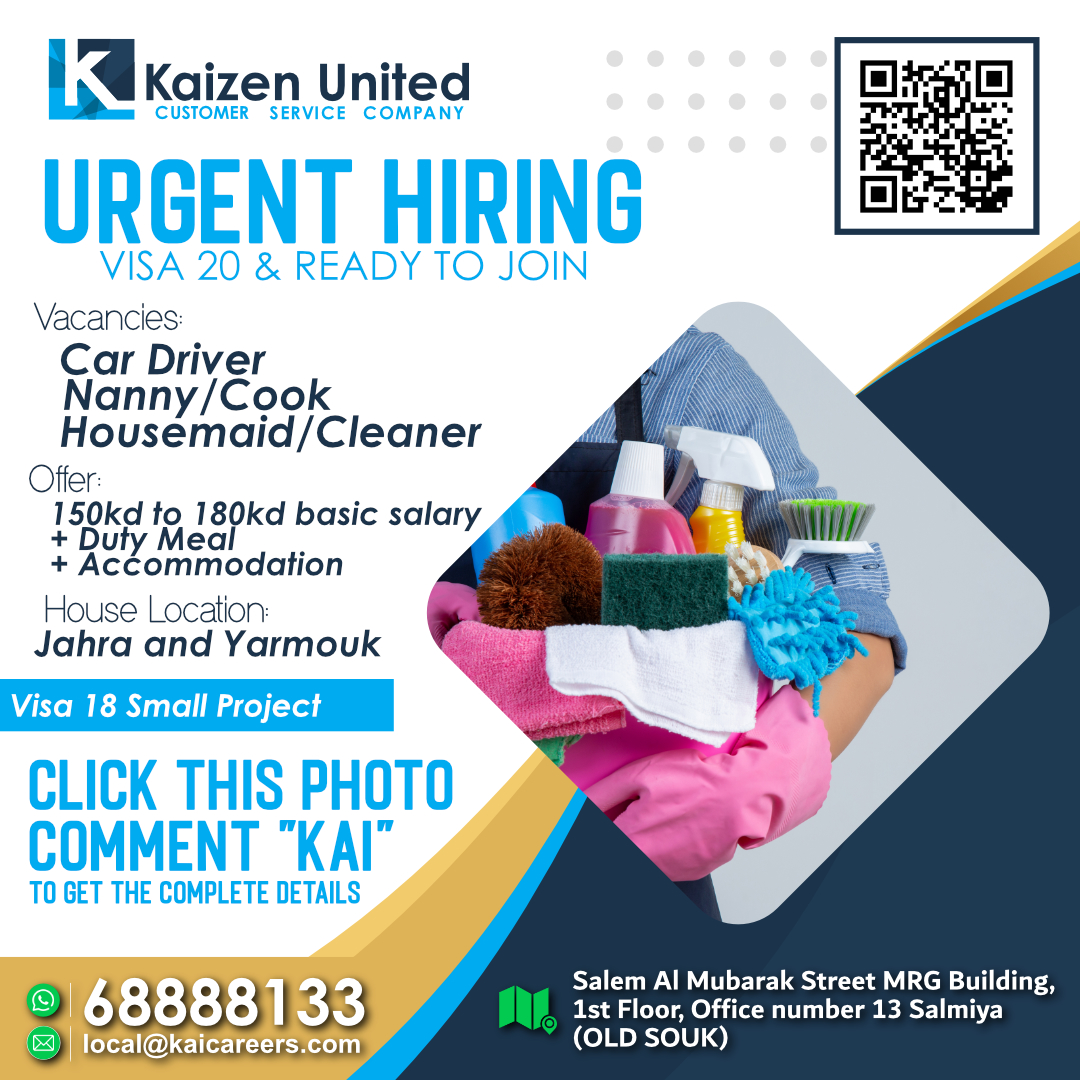 K
Kaizen United
CUSTOMER SERVICE COMPANY
URGENT HIRING
VISA 20 & READY TO JOIN
Vacancies:
Car Driver
Nanny/Cook
Housemaid/Cleaner
Offer:
150kd to 180kd basic salary
+ Duty Meal
+ Accommodation
House Location:
Jahra and Yarmouk
Visa 18 Small Project
CLICK THIS PHOTO
COMMENT "KAI"
TO GET THE COMPLETE DETAILS
68888133
local@kaicareers.com
Salem Al Mubarak Street MRG Building,
1st Floor, Office number 13 Salmiya
(OLD SOUK)